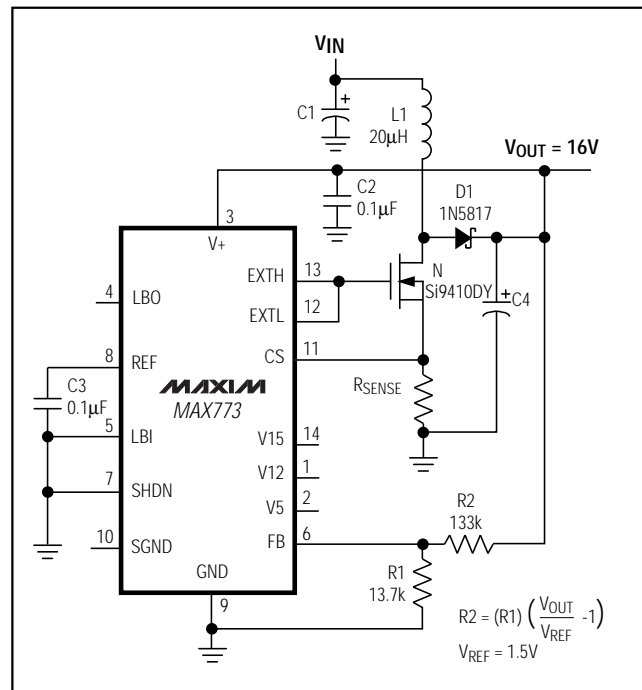 VIN
C1
+
L1
20µH
VOUT = 16V
C2
0.1µF
D1
1N5817
3
V+
EXTH
13
N
Si9410DY
+
C4
4
LBO
EXTL
12
8
REF
CS
11
C3
0.1µF
MAXIM
MAX773
RSENSE
5
LBI
V15
14
V12
1
7
SHDN
V5
2
R2
133k
10
SGND
FB
6
GND
R1
13.7k
9
R2 = (R1) ( VOUT / VREF -1 )
VREF = 1.5V